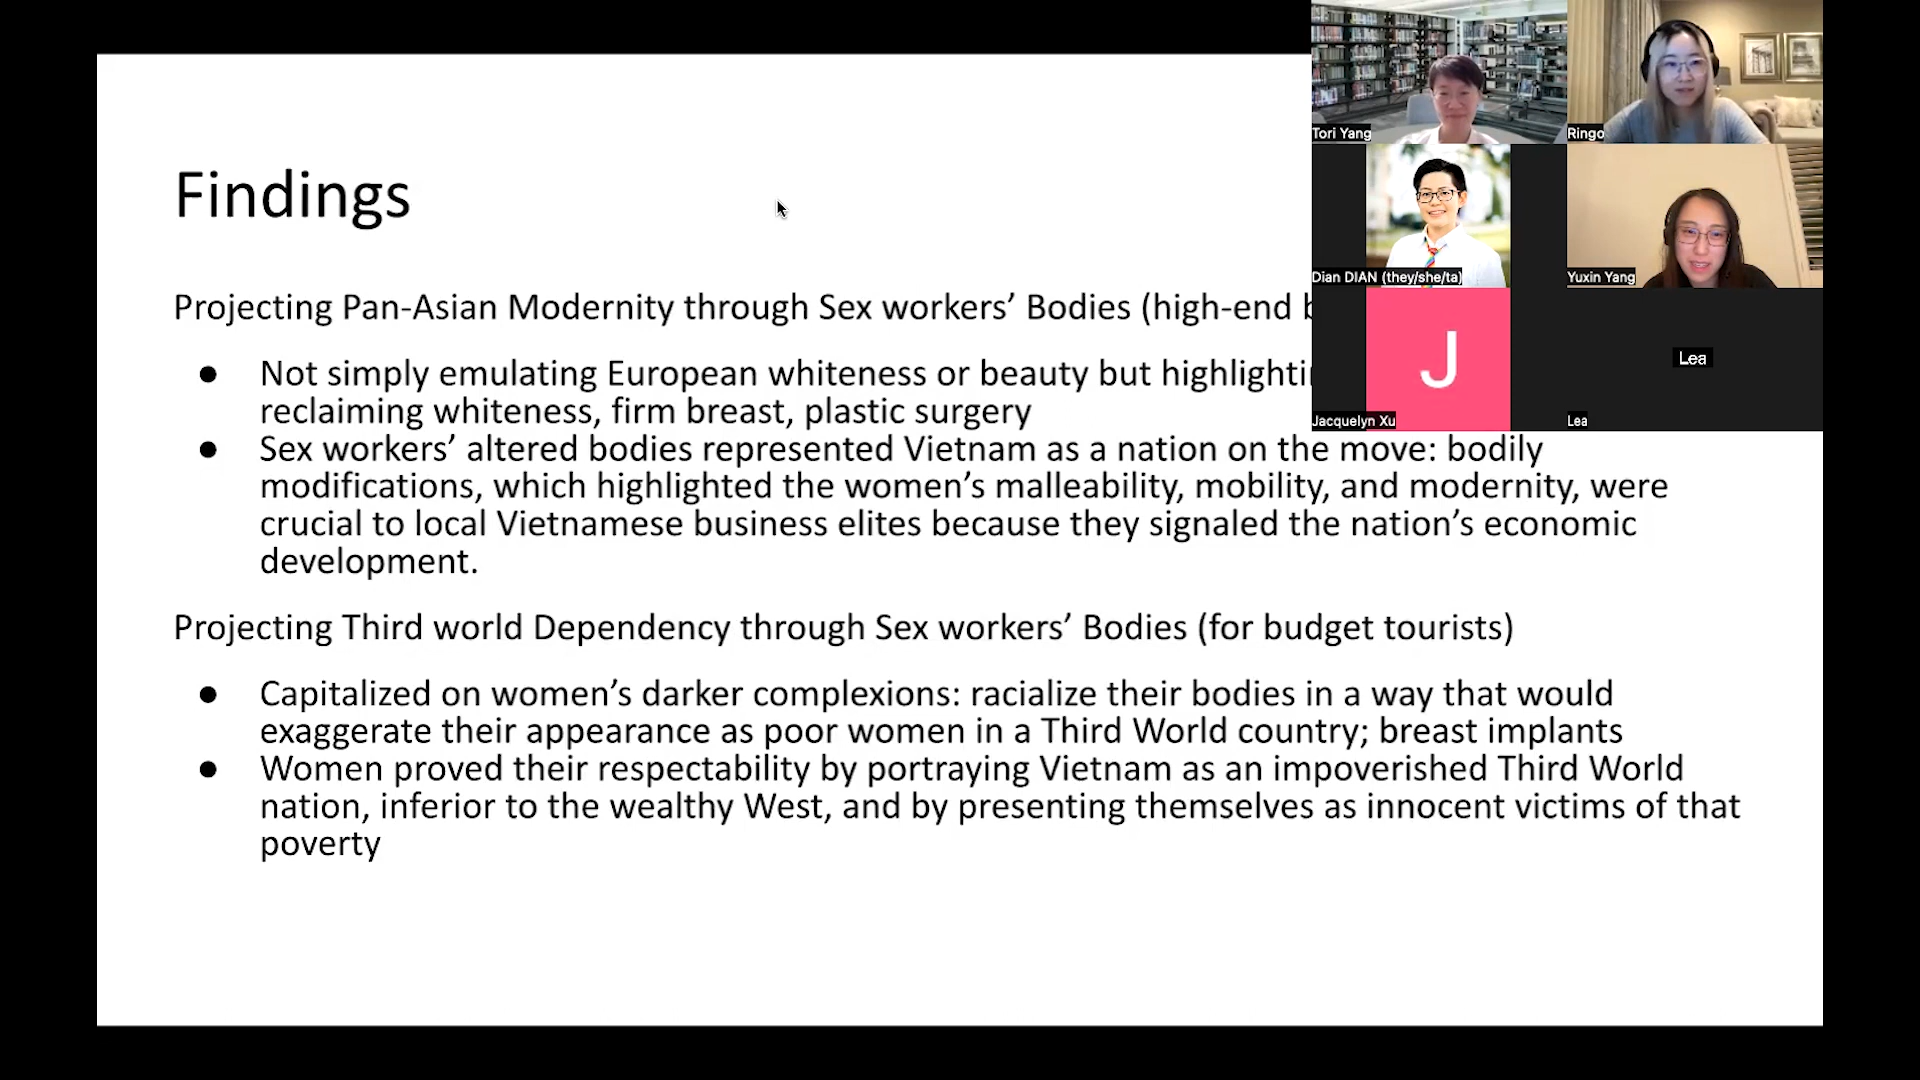 Findings
Projecting Pan-Asian Modernity through Sex workers’ Bodies (high-end
● Not simply emulating European whiteness or beauty but
reclaiming whiteness, firm breast, plastic surgery
● Sex workers’ altered bodies represented Vietnam as a nation on the move: bodily
modifications, which highlighted the women’s malleability, mobility, and modernity, were
crucial to local Vietnamese business elites because they signaled the nation’s economic
development.
Projecting Third world Dependency through Sex workers’ Bodies (for budget tourists)
● Capitalized on women’s darker complexions: racialize their bodies in a way that would
exaggerate their appearance as poor women in a Third World country; breast implants
● Women proved their respectability by portraying Vietnam as an impoverished Third World
nation, inferior to the wealthy West, and by presenting themselves as innocent victims of that
poverty
Tori Yang
Ringo
Dian DIAN (they/she/ta)
Yuxin Yang
J
Jacquelyn Xu
Lea
Lea